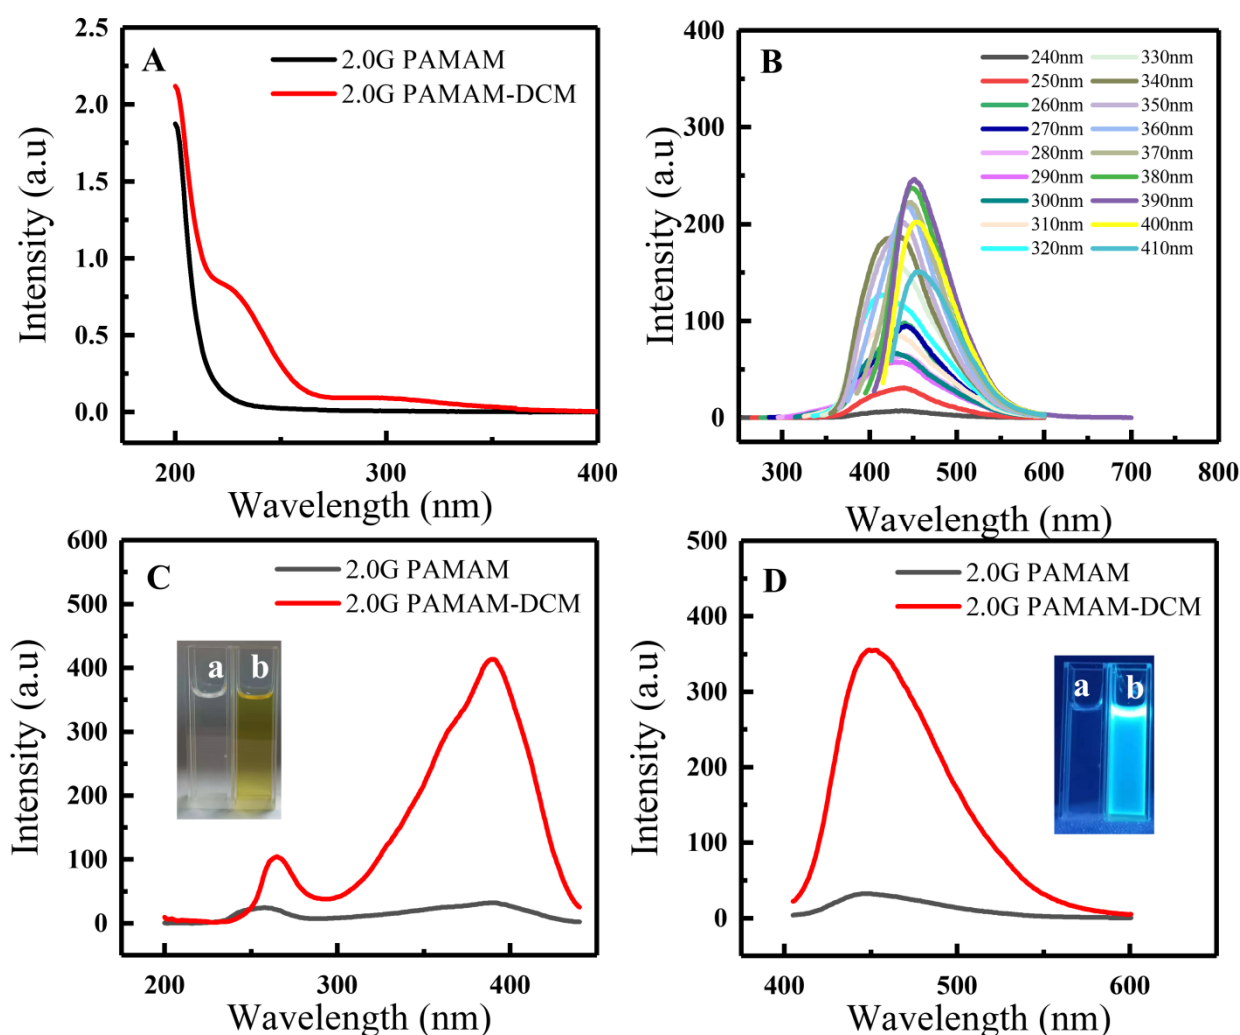 A
2.0G PAMAM
2.0G PAMAM-DCM
2.5
2.0
1.5
1.0
0.5
0.0
200
300
400
Intensity (a.u)
Wavelength (nm)
B
240nm 330nm
250nm 340nm
260nm 350nm
270nm 360nm
280nm 370nm
290nm 380nm
300nm 390nm
310nm 400nm
320nm 410nm
400
300
200
100
0
300
400
500
600
700
800
Intensity (a.u)
Wavelength (nm)
C
2.0G PAMAM
2.0G PAMAM-DCM
a b
600
500
400
300
200
100
0
200
300
400
Intensity (a.u)
Wavelength (nm)
D
2.0G PAMAM
2.0G PAMAM-DCM
a b
500
400
300
200
100
0
400
500
600
Intensity (a.u)
Wavelength (nm)